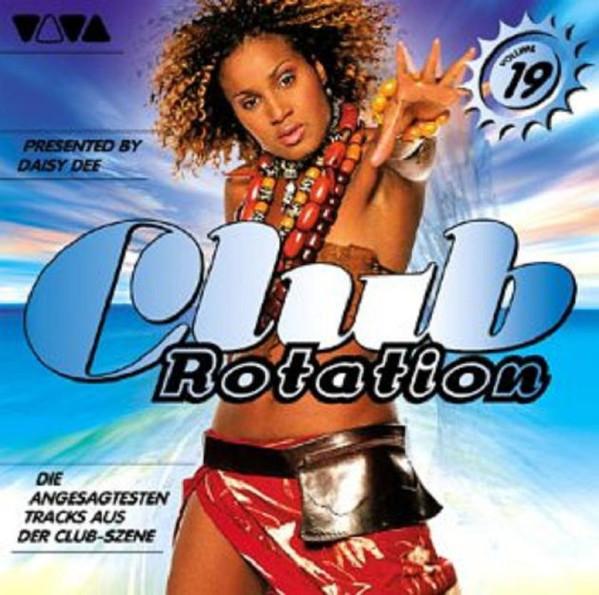 VIVA
VOLUME
19
PRESENTED BY
DAISY DEE
Club
Rotation
DIE
ANGESAGTESTEN
TRACKS AUS
DER CLUB-SZENE